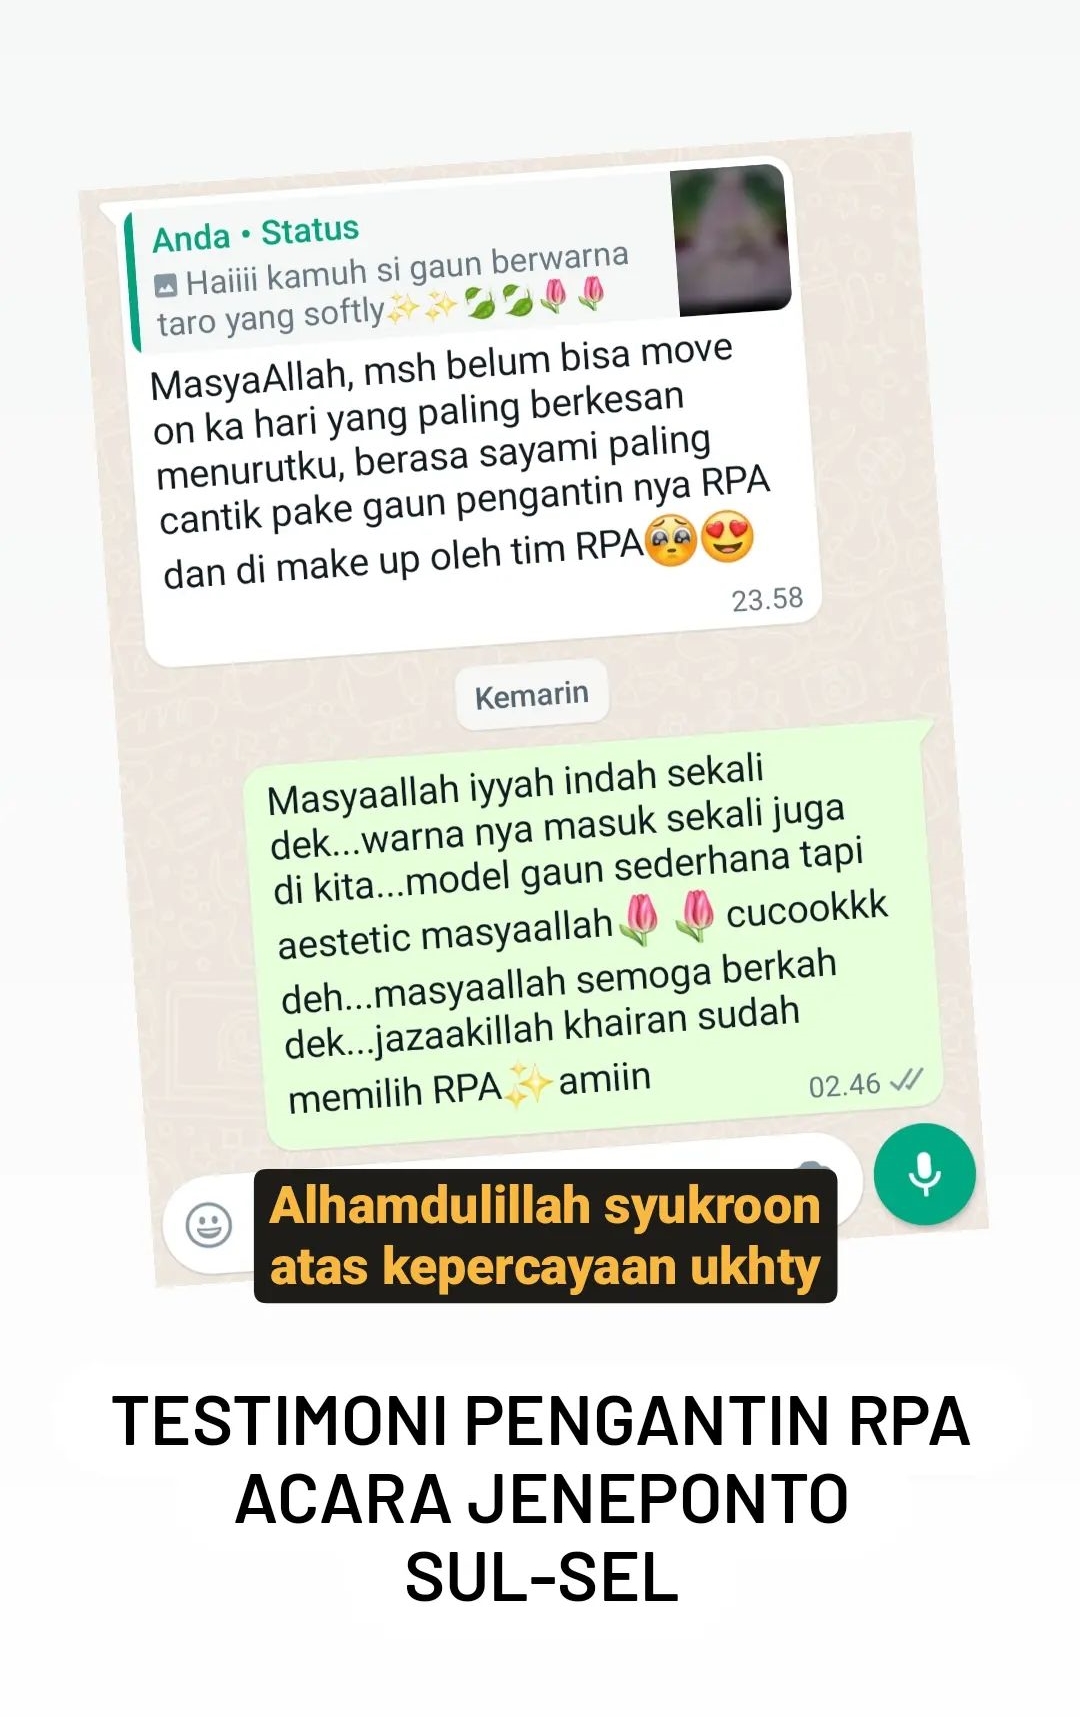 Anda • Status
Haiiii kamuh si gaun berwarna
taro yang softly✨✨🍃🍃🌷🌷
MasyaAllah, msh belum bisa move
on ka hari yang paling berkesan
menurutku, berasa sayami paling
cantik pake gaun pengantin nya RPA
dan di make up oleh tim RPA🥹😍
23.58
Kemarin
Masyaallah iyyah indah sekali
dek...warna nya masuk sekali juga
di kita...model gaun sederhana tapi
aestetic masyaallah🌷🌷cucookkk
deh...masyaallah semoga berkah
dek...jazaakillah khairan sudah
memilih RPA✨amiin
02.46
Alhamdulillah syukroon
atas kepercayaan ukhty
TESTIMONI PENGANTIN RPA
ACARA JENEPONTO
SUL-SEL